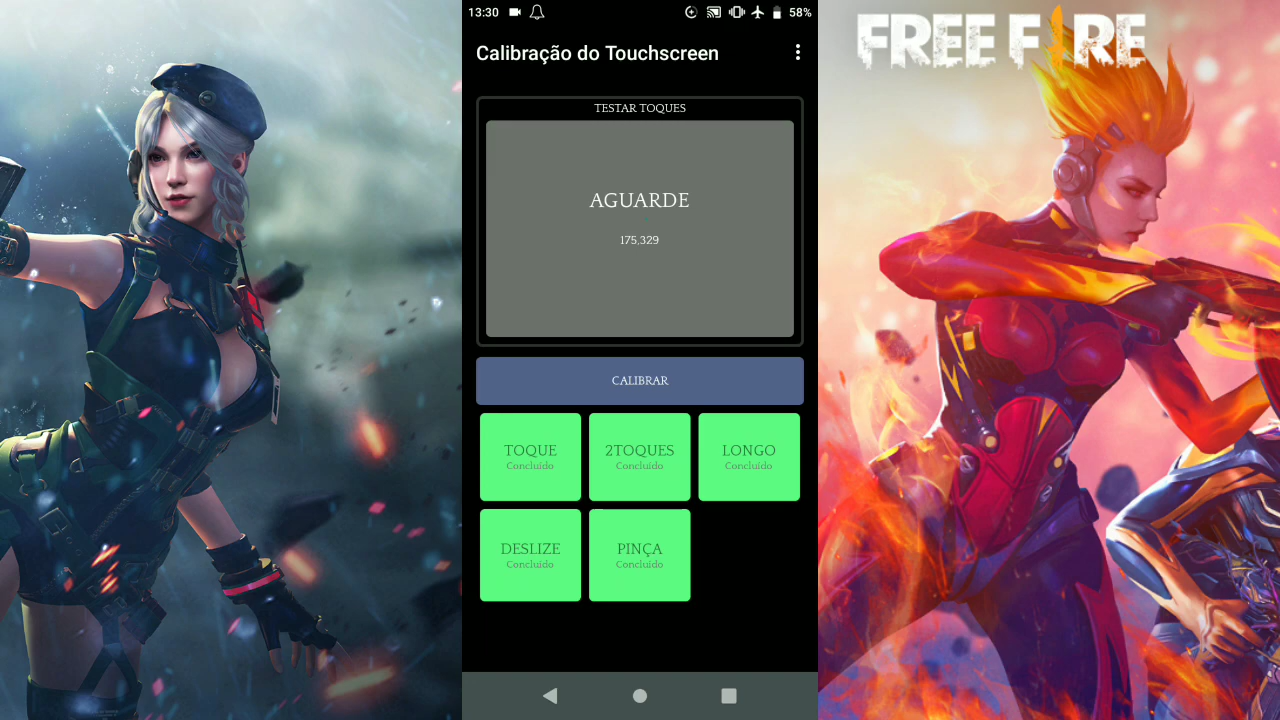 13:30
58%
FREE FIRE
Calibração do Touchscreen
TESTAR TOQUES
AGUARDE
175,329
CALIBRAR
TOQUE
Concluído
2TOQUES
Concluído
LONGO
Concluído
DESLIZE
Concluído
PINÇA
Concluído